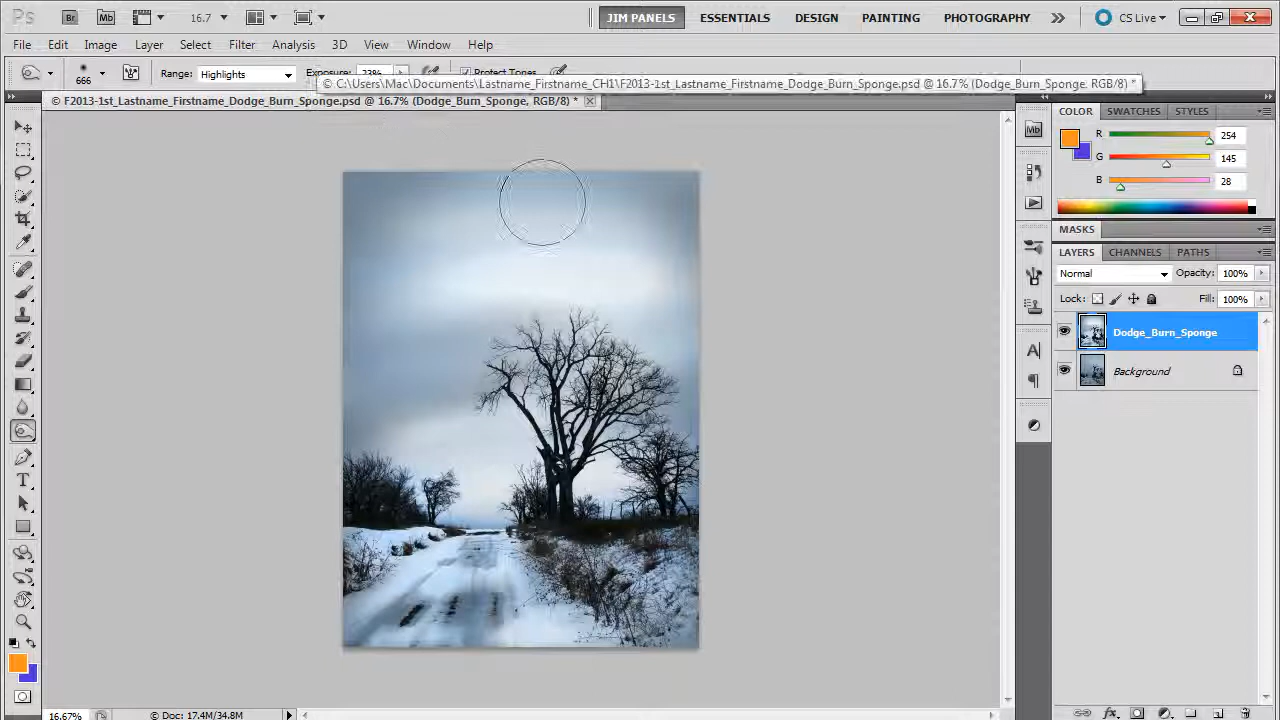 Ps Br Mb 16.7 JIM PANELS ESSENTIALS DESIGN PAINTING PHOTOGRAPHY CS Live
File Edit Image Layer Select Filter Analysis 3D View Window Help
666 Range: Highlights Exposure: 23% Protect Tones
© C:\Users\Mac\Documents\Lastname_Firstname_CH1\F2013-1st_Lastname_Firstname_Dodge_Burn_Sponge.psd @ 16.7% (Dodge_Burn_Sponge, RGB/8) *
© F2013-1st_Lastname_Firstname_Dodge_Burn_Sponge.psd @ 16.7% (Dodge_Burn_Sponge, RGB/8) *
COLOR SWATCHES STYLES
R 254
G 145
B 28
MASKS
LAYERS CHANNELS PATHS
Normal Opacity: 100%
Lock: Fill: 100%
Dodge_Burn_Sponge
Background
16.67% © Doc: 17.4M/34.8M